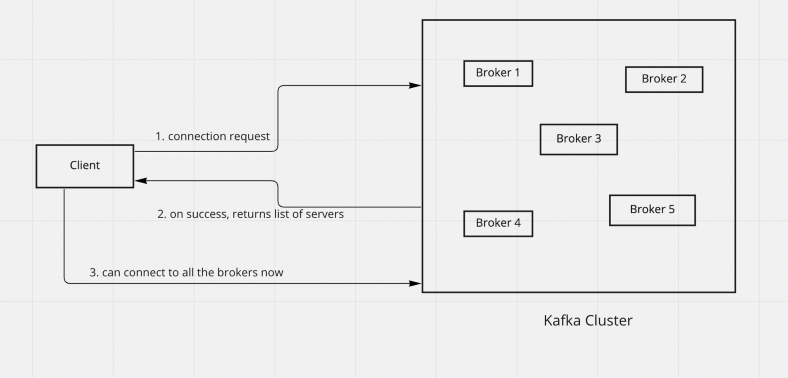 Broker 1
Broker 2
1. connection request
Broker 3
Client
2. on success, returns list of servers
Broker 4
Broker 5
3. can connect to all the brokers now
Kafka Cluster